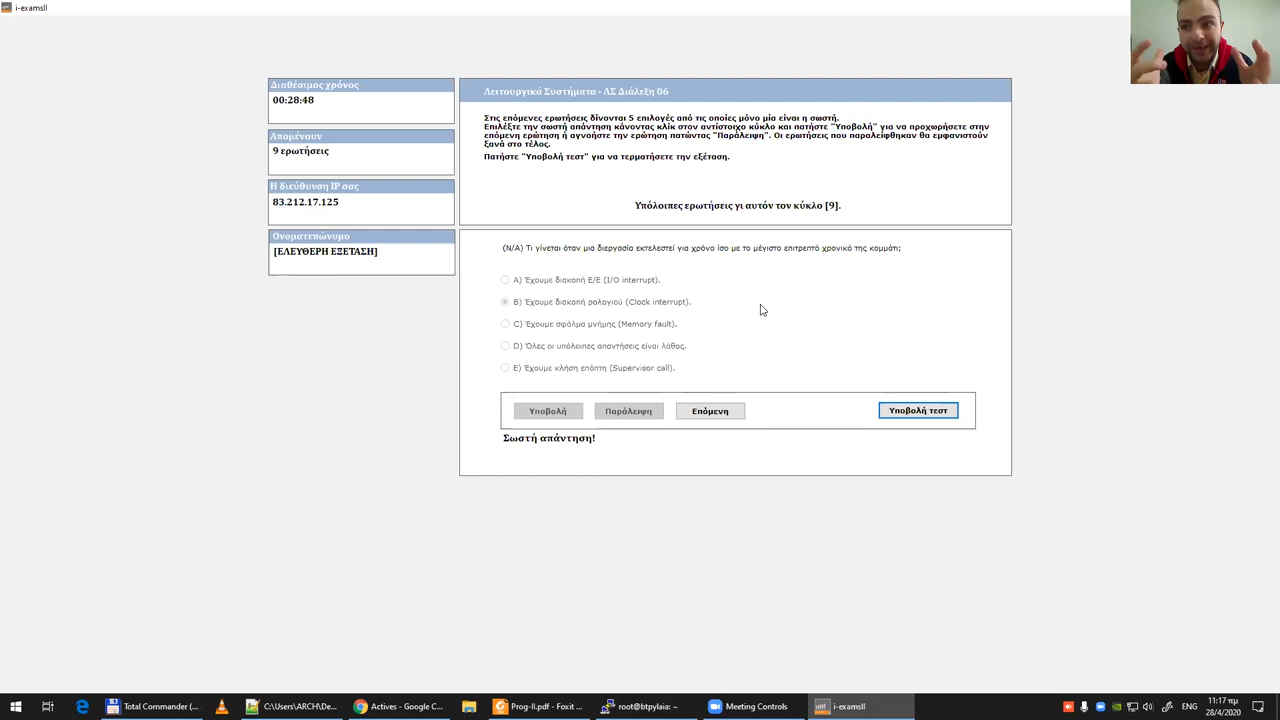 i-examsll
Διαθέσιμος χρόνος
00:28:48
Απομένουν
9 ερωτήσεις
Η διεύθυνση IP σας
83.212.17.125
Ονοματεπώνυμο
[ΕΛΕΥΘΕΡΗ ΕΞΕΤΑΣΗ]
Λειτουργικά Συστήματα - ΛΣ Διάλεξη 06
Στις επόμενες ερωτήσεις δίνονται 5 επιλογές από τις οποίες μόνο μία είναι η σωστή.
Επιλέξτε την σωστή απάντηση κάνοντας κλίκ στον αντίστοιχο κύκλο και πατήστε "Υποβολή" για να προχωρήσετε στην
επόμενη ερώτηση ή αγνοήστε την ερώτηση πατώντας "Παράλειψη". Οι ερωτήσεις που παραλείφθηκαν θα εμφανιστούν
ξανά στο τέλος.
Πατήστε "Υποβολή τεστ" για να τερματίσετε την εξέταση.
Υπόλοιπες ερωτήσεις γι αυτόν τον κύκλο [9].
(N/A) Τι γίνεται όταν μια διεργασία εκτελεστεί για χρόνο ίσο με το μέγιστο επιτρεπτό χρονικό της κομμάτι;
A) Έχουμε διακοπή Ε/Ε (I/O interrupt).
B) Έχουμε διακοπή ρολογιού (Clock interrupt).
C) Έχουμε σφάλμα μνήμης (Memory fault).
D) Όλες οι υπόλοιπες απαντήσεις είναι λάθος.
E) Έχουμε κλήση επόπτη (Supervisor call).
Υποβολή Παράλειψη Επόμενη Υποβολή τεστ
Σωστή απάντηση!
Total Commander (... C:\Users\ARCH\De... Actives - Google C... Prog-II.pdf - Foxit ... root@btpylaia: ~ Meeting Controls i-examsll ENG 11:17 πμ
28/4/2020